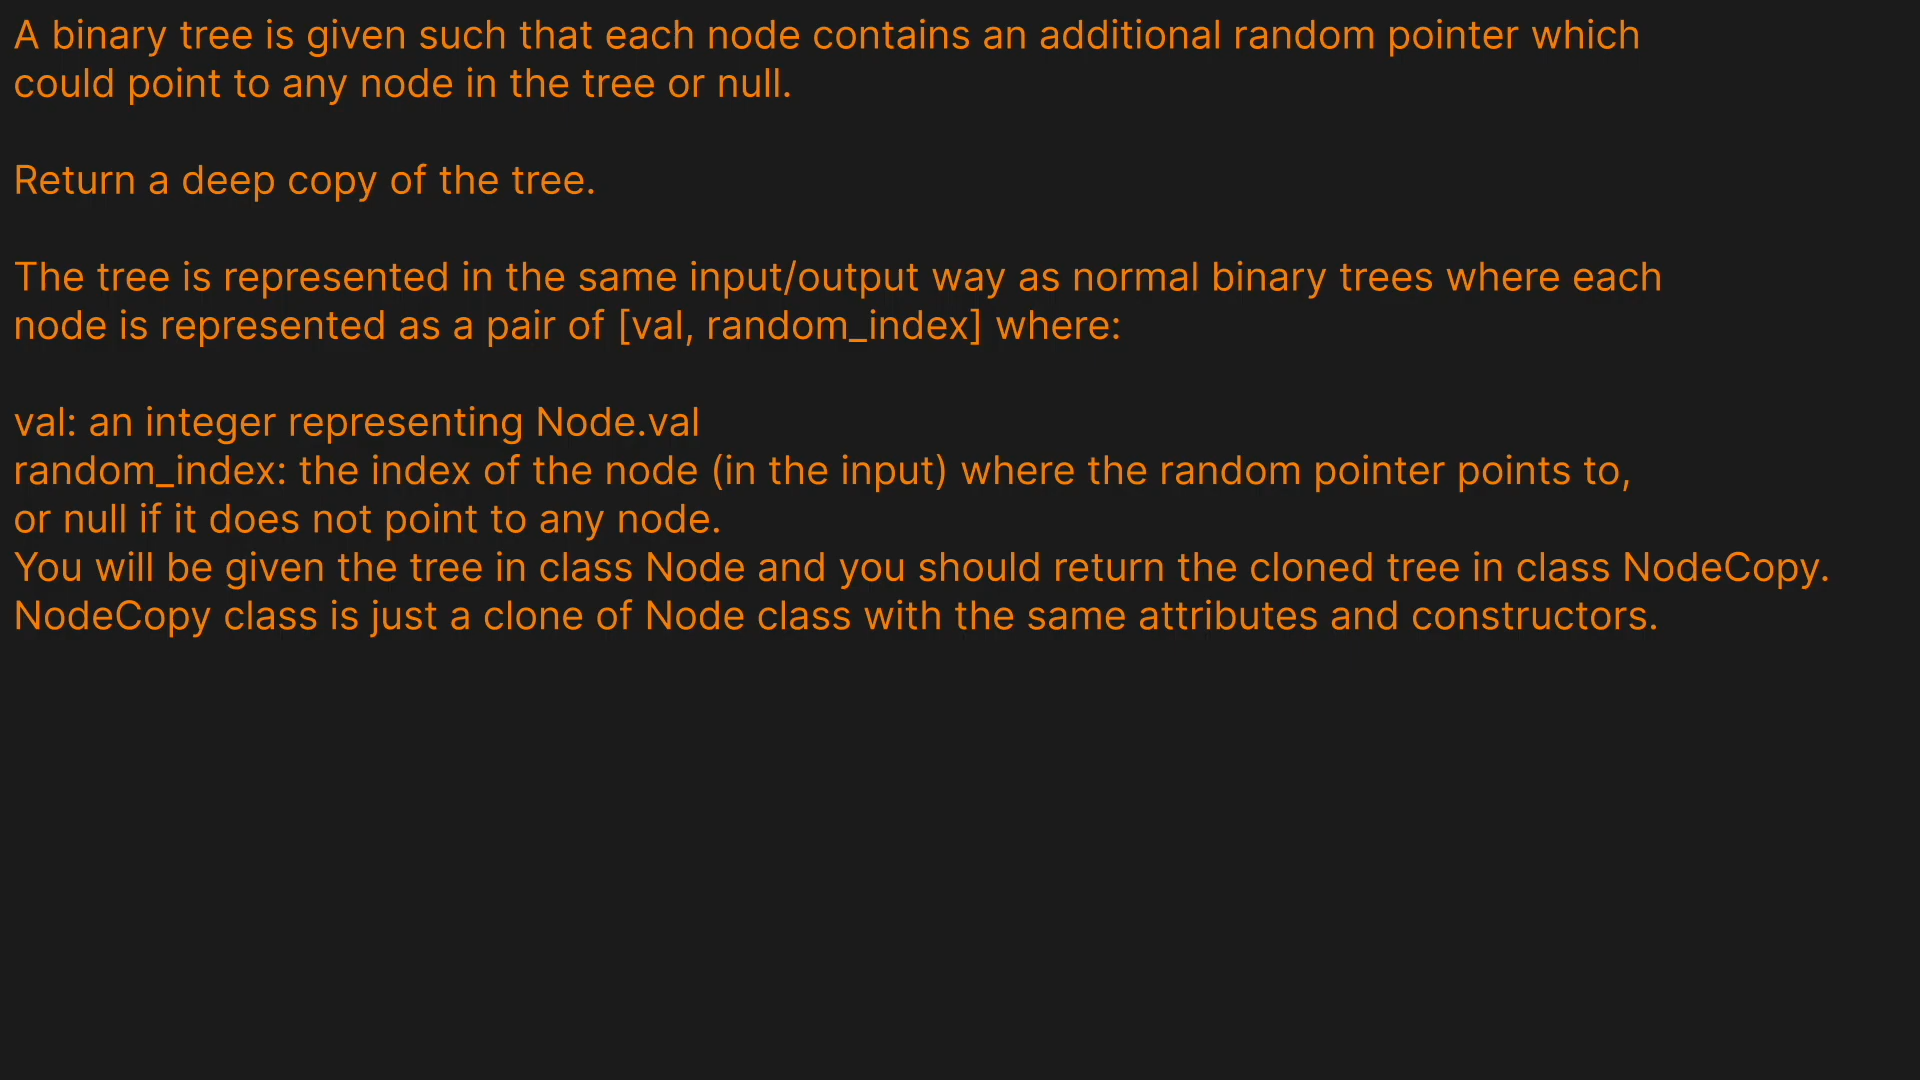 A binary tree is given such that each node contains an additional random pointer which
could point to any node in the tree or null.
Return a deep copy of the tree.
The tree is represented in the same input/output way as normal binary trees where each
node is represented as a pair of [val, random_index] where:
val: an integer representing Node.val
random_index: the index of the node (in the input) where the random pointer points to,
or null if it does not point to any node.
You will be given the tree in class Node and you should return the cloned tree in class NodeCopy.
NodeCopy class is just a clone of Node class with the same attributes and constructors.